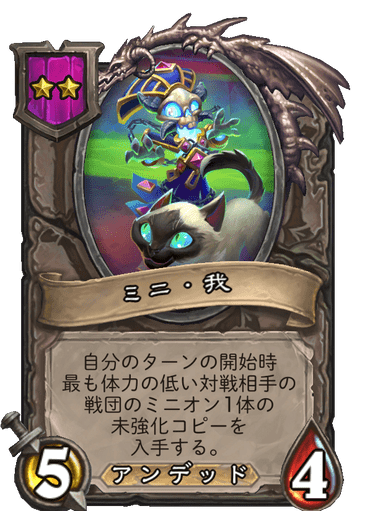 ミニ・我
自分のターンの開始時
最も体力の低い対戦相手の
戦団のミニオン1体の
未強化コピーを
入手する。
5
アンデッド
4